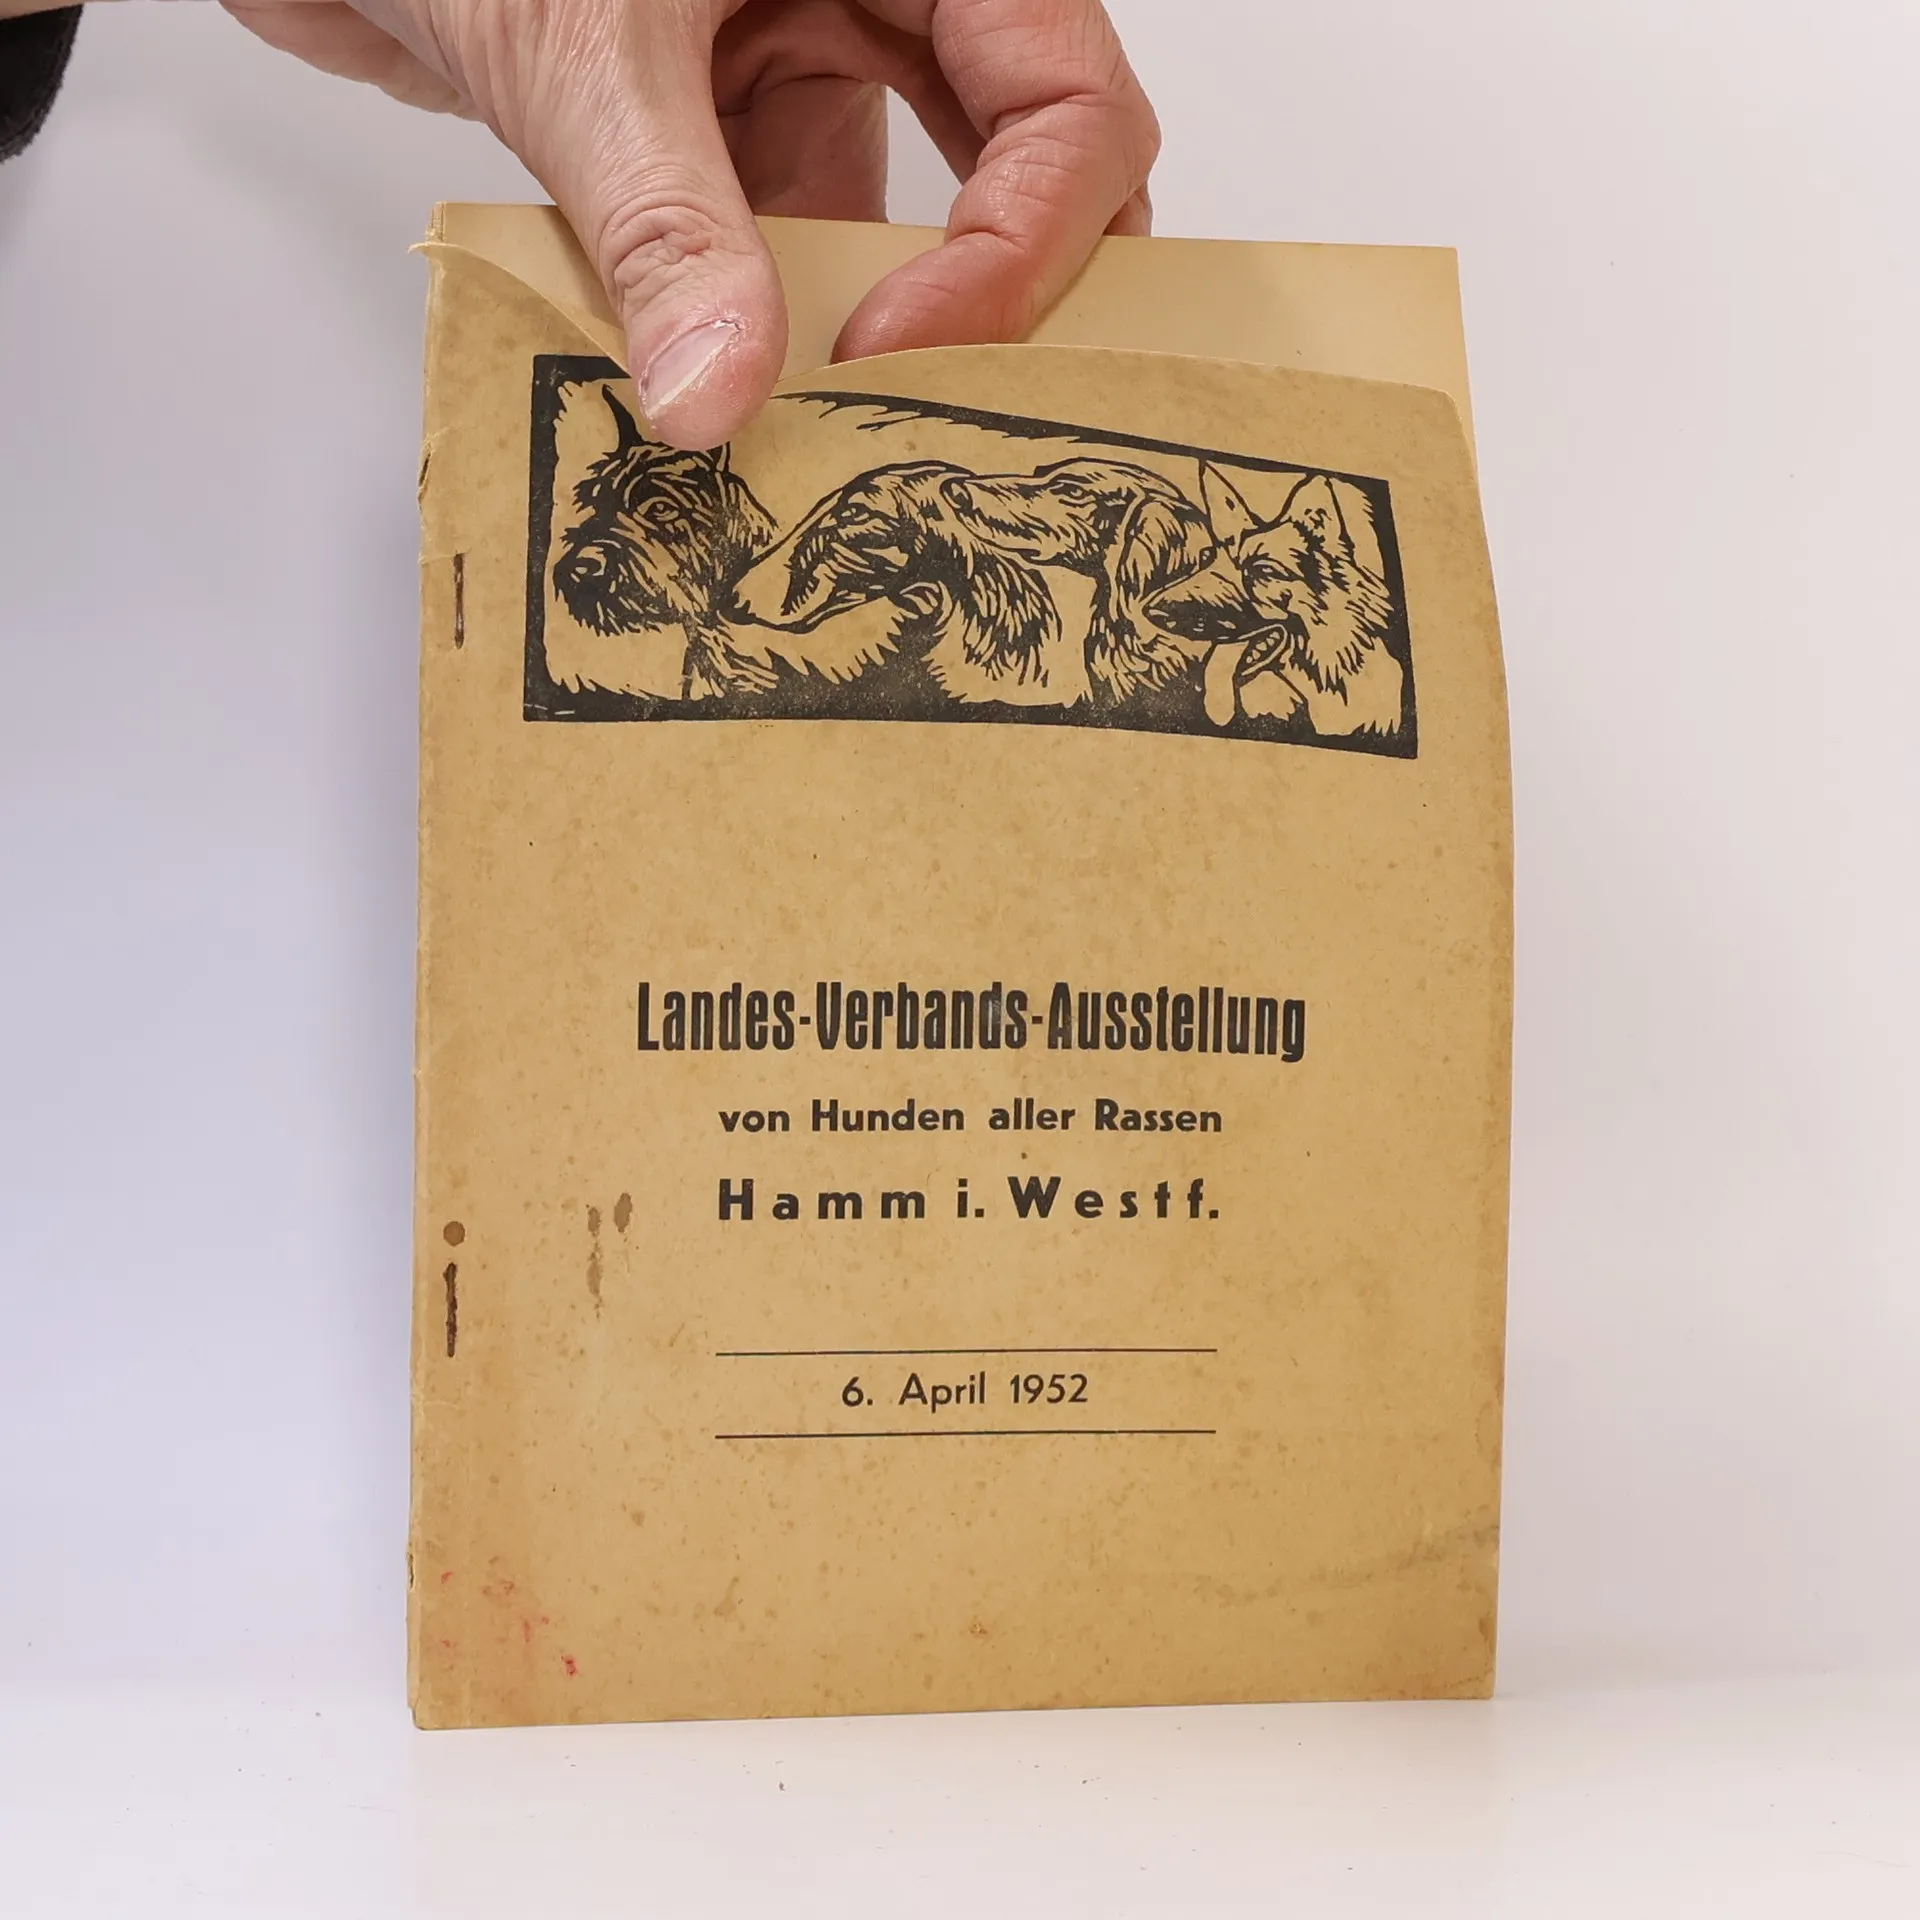 Landes-Verbands-Ausstellung
von Hunden aller Rassen
Hamm i. Westf.
6. April 1952